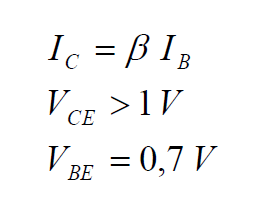 I_C = β I_B
V_CE > 1 V
V_BE = 0,7 V